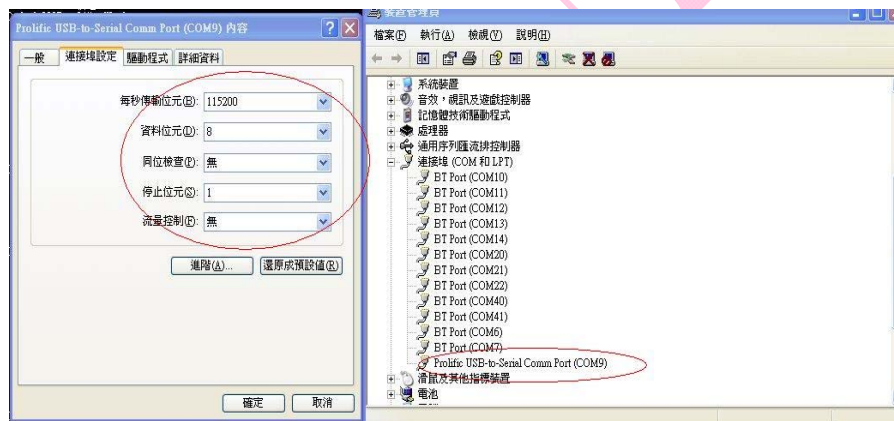 Prolific USB-to-Serial Comm Port (COM9) 內容
一般
連接埠設定
驅動程式
詳細資料
每秒傳輸位元(B): 115200
資料位元(D): 8
同位檢查(P): 無
停止位元(S): 1
流量控制(F): 無
進階(A)...
還原成預設值(R)
確定
取消
裝置管理員
檔案(F) 執行(A) 檢視(V) 說明(H)
系統裝置
音效，視訊及遊戲控制器
記憶體技術驅動程式
處理器
通用序列匯流排控制器
連接埠 (COM 和 LPT)
BT Port (COM10)
BT Port (COM11)
BT Port (COM12)
BT Port (COM13)
BT Port (COM14)
BT Port (COM20)
BT Port (COM21)
BT Port (COM22)
BT Port (COM40)
BT Port (COM41)
BT Port (COM6)
BT Port (COM7)
Prolific USB-to-Serial Comm Port (COM9)
滑鼠及其他指標裝置
電池